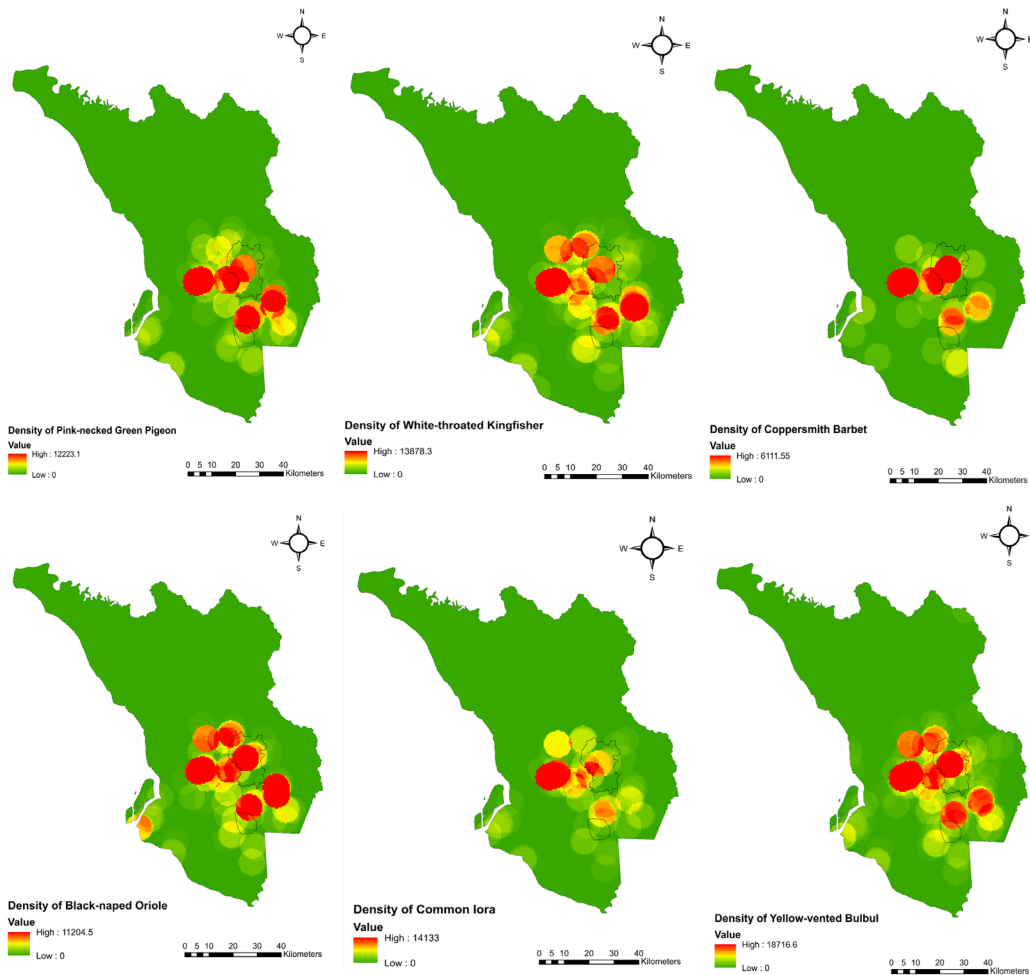 N
W E
S
Density of Pink-necked Green Pigeon
Value
High : 12223.1
Low : 0
0 5 10 20 30 40
Kilometers
N
W E
S
Density of White-throated Kingfisher
Value
High : 13878.3
Low : 0
0 5 10 20 30 40
Kilometers
N
W E
S
Density of Coppersmith Barbet
Value
High : 6111.55
Low : 0
0 5 10 20 30 40
Kilometers
N
W E
S
Density of Black-naped Oriole
Value
High : 11204.5
Low : 0
0 5 10 20 30 40
Kilometers
N
W E
S
Density of Common Iora
Value
High : 14133
Low : 0
0 5 10 20 30 40
Kilometers
N
W
S
Density of Yellow-vented Bulbul
Value
High : 18716.6
Low : 0
0 5 10 20 30 40
Kilometers